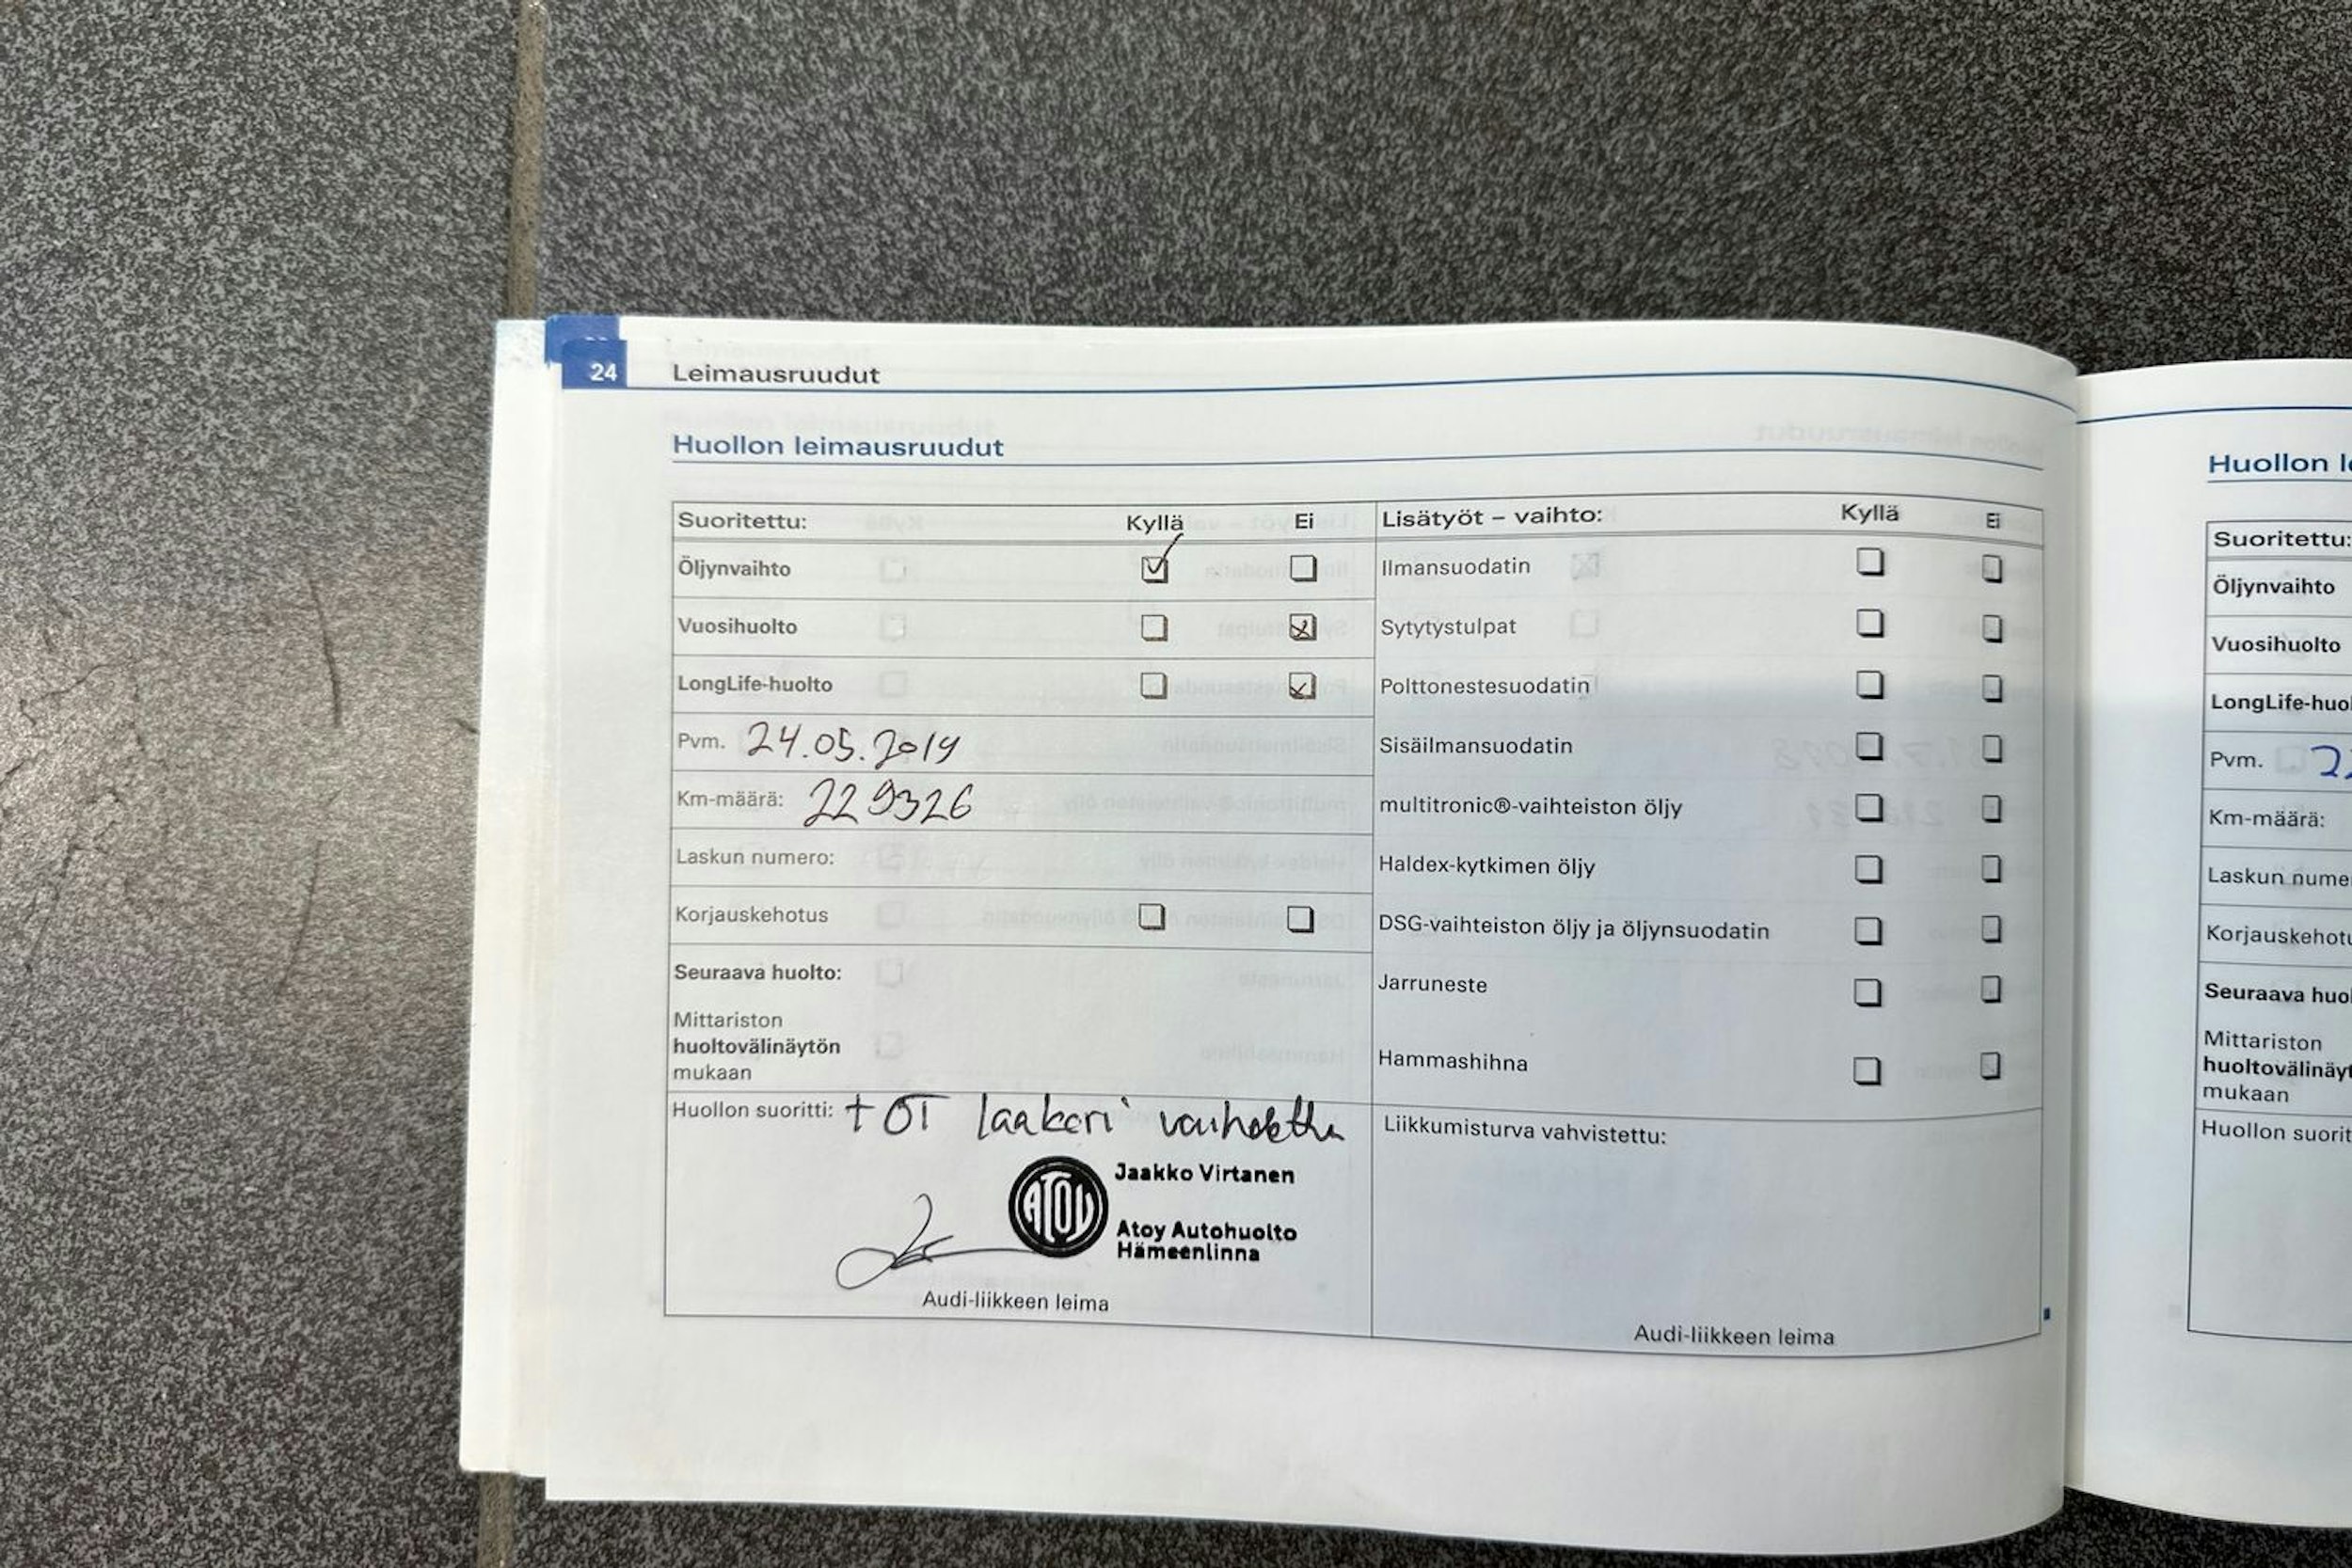 24 Leimausruudut
Huollon leimausruudut
Suoritettu: Kyllä Ei
Öljynvaihto
Vuosihuolto
LongLife-huolto
Pvm. 24.05.2019
Km-määrä: 229326
Laskun numero:
Korjauskehotus
Seuraava huolto:
Mittariston
huoltovälinäytön
mukaan
Huollon suoritti: + OT laakeri vaihdettu
ATOY
Jaakko Virtanen
Atoy Autohuolto
Hämeenlinna
Audi-liikkeen leima
Lisätyöt – vaihto: Kyllä Ei
Ilmansuodatin
Sytytystulpat
Polttonestesuodatin
Sisäilmansuodatin
multitronic®-vaihteiston öljy
Haldex-kytkimen öljy
DSG-vaihteiston öljy ja öljynsuodatin
Jarruneste
Hammashihna
Liikkumisturva vahvistettu:
Audi-liikkeen leima
Huollon
Suoritettu:
Öljynvaihto
Vuosihuolto
LongLife-huo
Pvm.
Km-määrä:
Laskun nume
Korjauskehot
Seuraava huol
Mittariston
huoltovälinäyt
mukaan
Huollon suorit